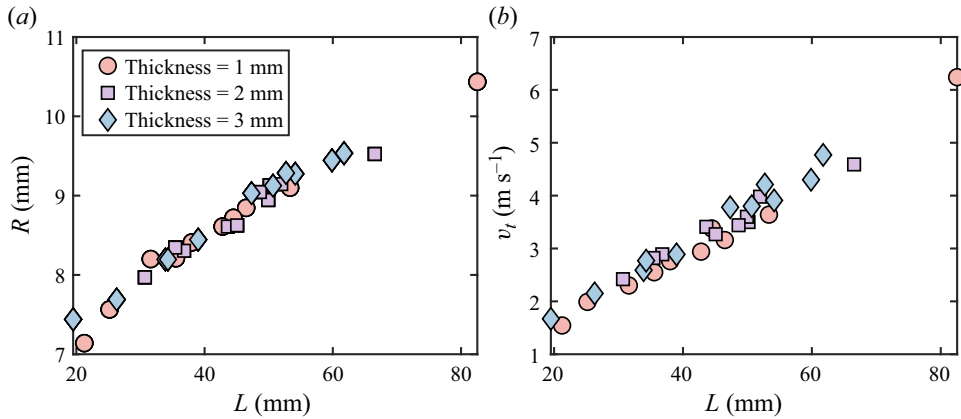 (a)
11
10
9
8
7
R (mm)
Thickness = 1 mm
Thickness = 2 mm
Thickness = 3 mm
20 40 60 80
L (mm)
(b)
7
6
5
4
3
2
1
v_t (m s⁻¹)
20 40 60 80
L (mm)